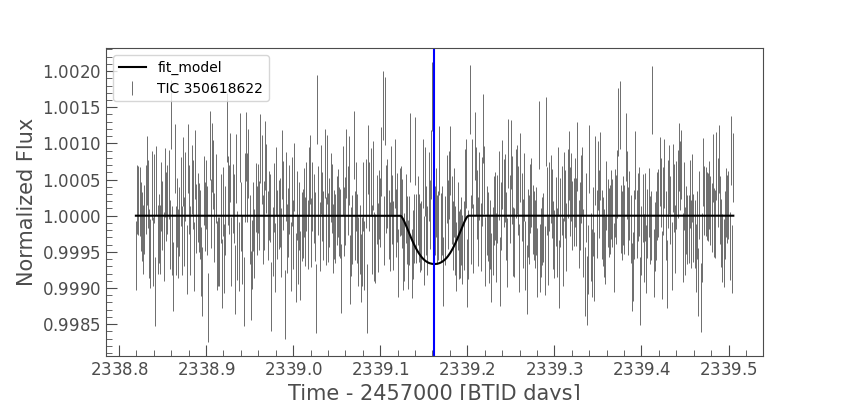 fit_model
TIC 350618622
Normalized Flux
1.0020
1.0015
1.0010
1.0005
1.0000
0.9995
0.9990
0.9985
2338.8 2338.9 2339.0 2339.1 2339.2 2339.3 2339.4 2339.5
Time - 2457000 [BTJD days]